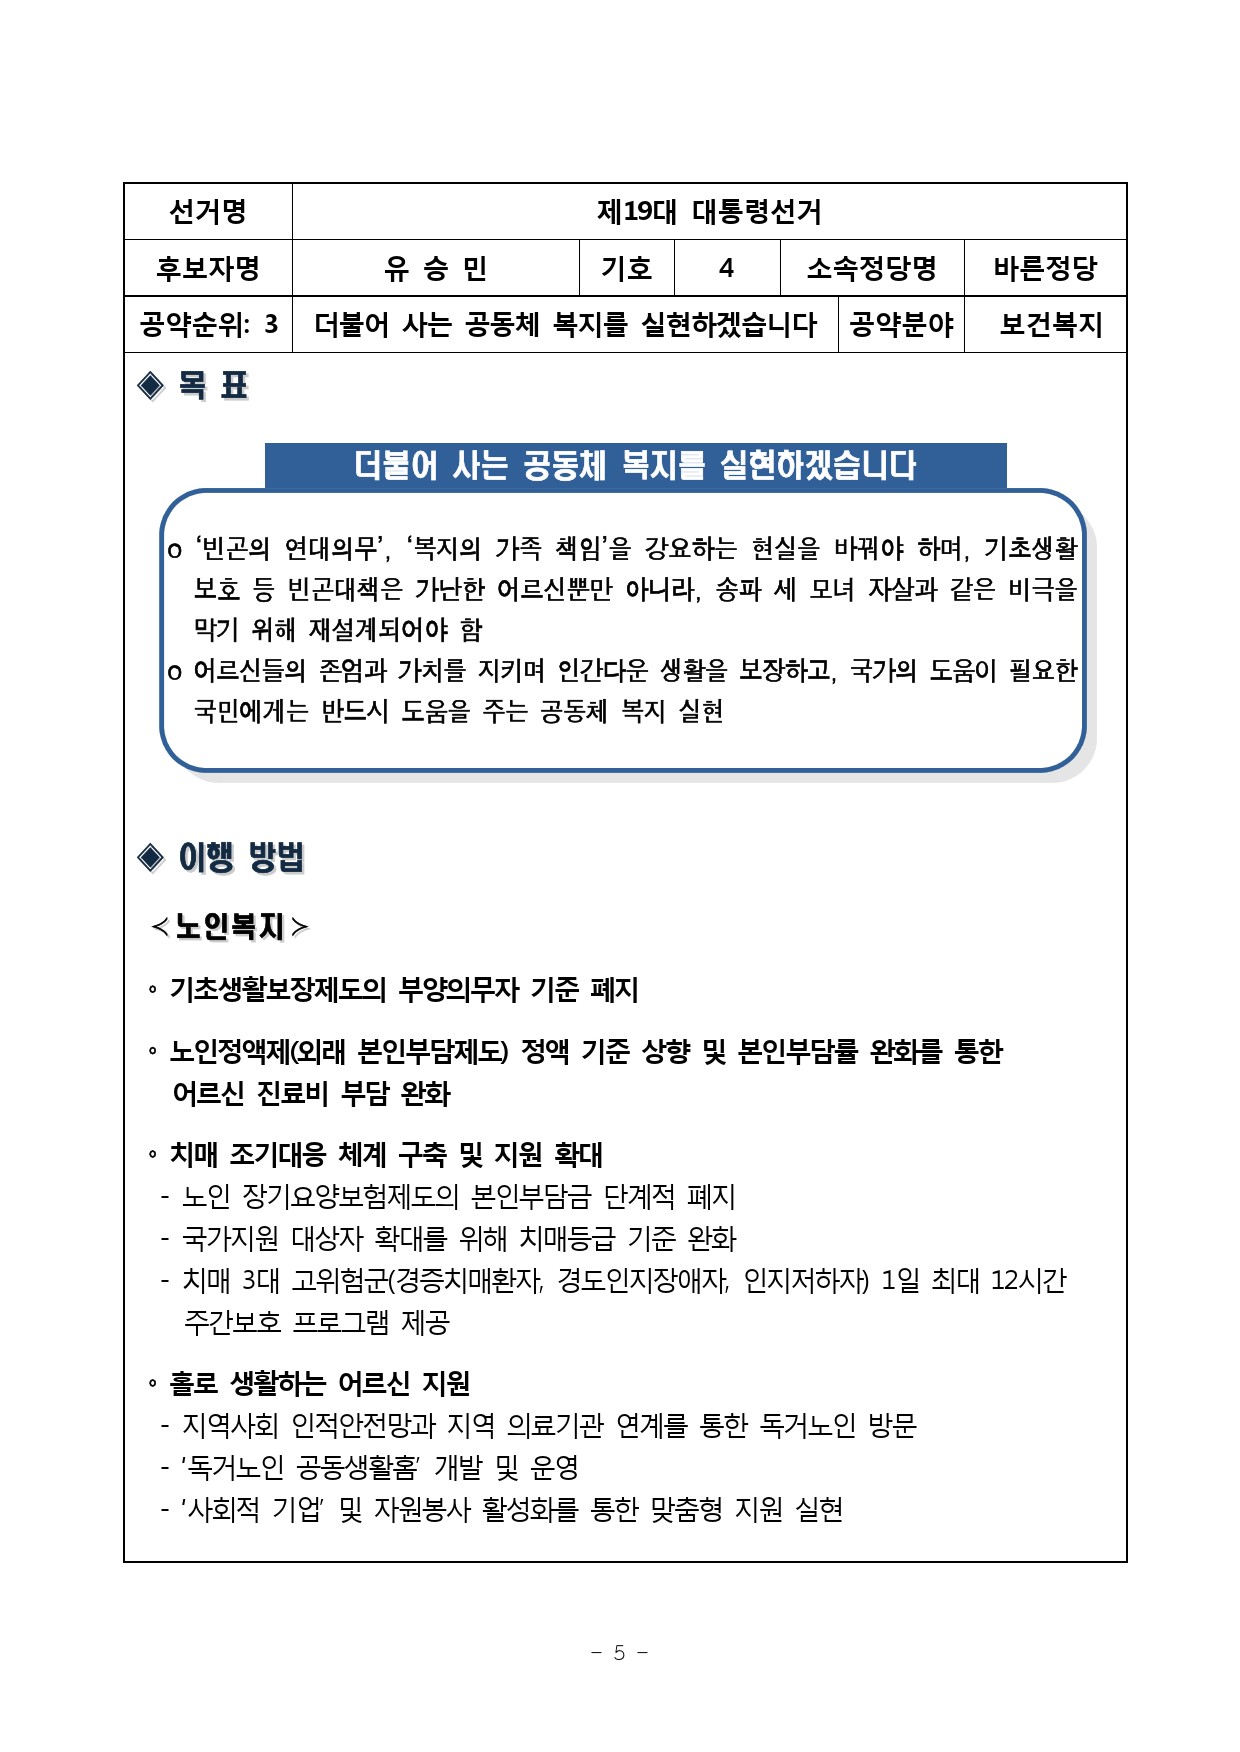 선거명 제19대 대통령선거
후보자명 유 승 민 기호 4 소속정당명 바른정당
공약순위: 3 더불어 사는 공동체 복지를 실현하겠습니다 공약분야 보건복지
◈ 목 표
더불어 사는 공동체 복지를 실현하겠습니다
o ‘빈곤의 연대의무’, ‘복지의 가족 책임’을 강요하는 현실을 바꿔야 하며, 기초생활
보호 등 빈곤대책은 가난한 어르신뿐만 아니라, 송파 세 모녀 자살과 같은 비극을
막기 위해 재설계되어야 함
o 어르신들의 존엄과 가치를 지키며 인간다운 생활을 보장하고, 국가의 도움이 필요한
국민에게는 반드시 도움을 주는 공동체 복지 실현
◈ 이행 방법
<노인복지>
◦ 기초생활보장제도의 부양의무자 기준 폐지
◦ 노인정액제(외래 본인부담제도) 정액 기준 상향 및 본인부담률 완화를 통한
어르신 진료비 부담 완화
◦ 치매 조기대응 체계 구축 및 지원 확대
- 노인 장기요양보험제도의 본인부담금 단계적 폐지
- 국가지원 대상자 확대를 위해 치매등급 기준 완화
- 치매 3대 고위험군(경증치매환자, 경도인지장애자, 인지저하자) 1일 최대 12시간
주간보호 프로그램 제공
◦ 홀로 생활하는 어르신 지원
- 지역사회 인적안전망과 지역 의료기관 연계를 통한 독거노인 방문
- '독거노인 공동생활홈' 개발 및 운영
- '사회적 기업' 및 자원봉사 활성화를 통한 맞춤형 지원 실현
- 5 -